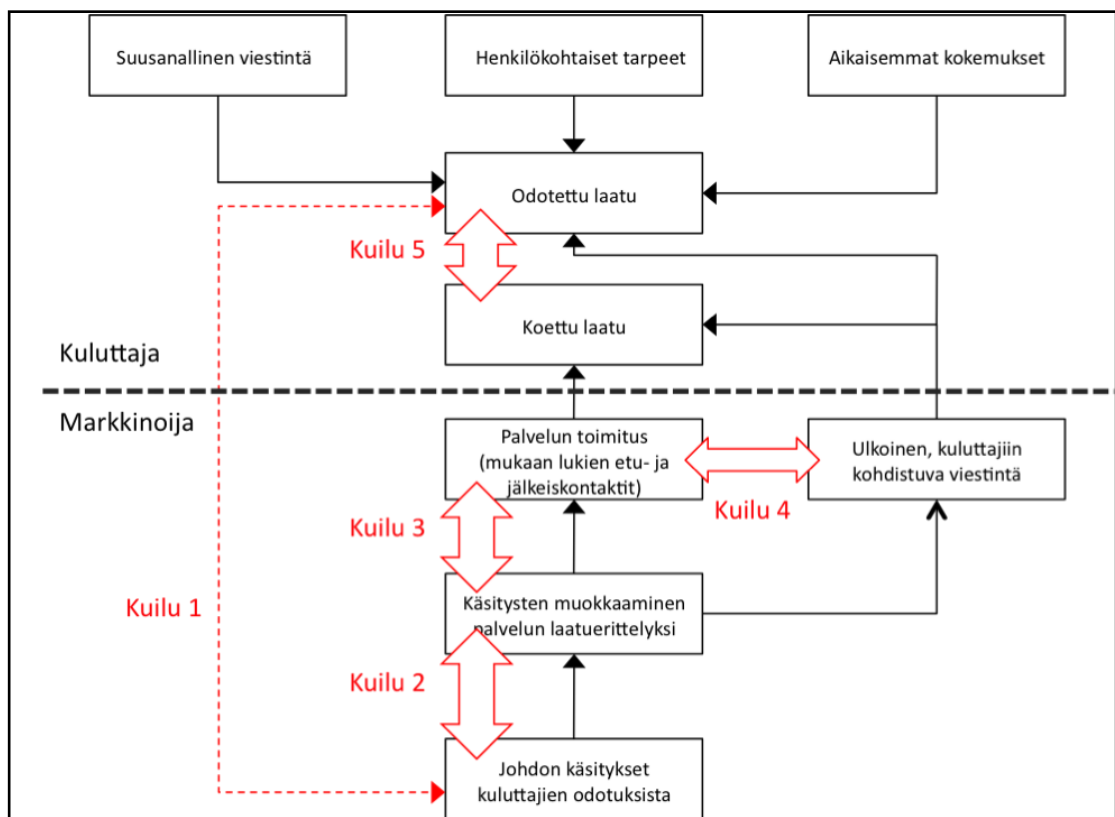 Suusanallinen viestintä
Henkilökohtaiset tarpeet
Aikaisemmat kokemukset
Odotettu laatu
Kuilu 5
Koettu laatu
Kuluttaja
Markkinoija
Palvelun toimitus
(mukaan lukien etu- ja
jälkeiskontaktit)
Ulkoinen, kuluttajiin
kohdistuva viestintä
Kuilu 4
Kuilu 3
Kuilu 1
Käsitysten muokkaaminen
palvelun laatuerittelyksi
Kuilu 2
Johdon käsitykset
kuluttajien odotuksista